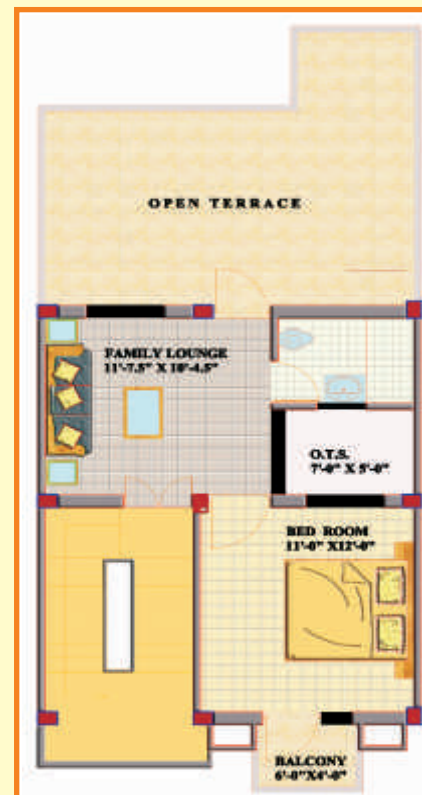 OPEN TERRACE
FAMILY LOUNGE
11'-7.5" X 10'-4.5"
O.T.S.
7'-0" X 5'-0"
BED ROOM
11'-0" X12'-0"
BALCONY
6'-0"X4'-0"